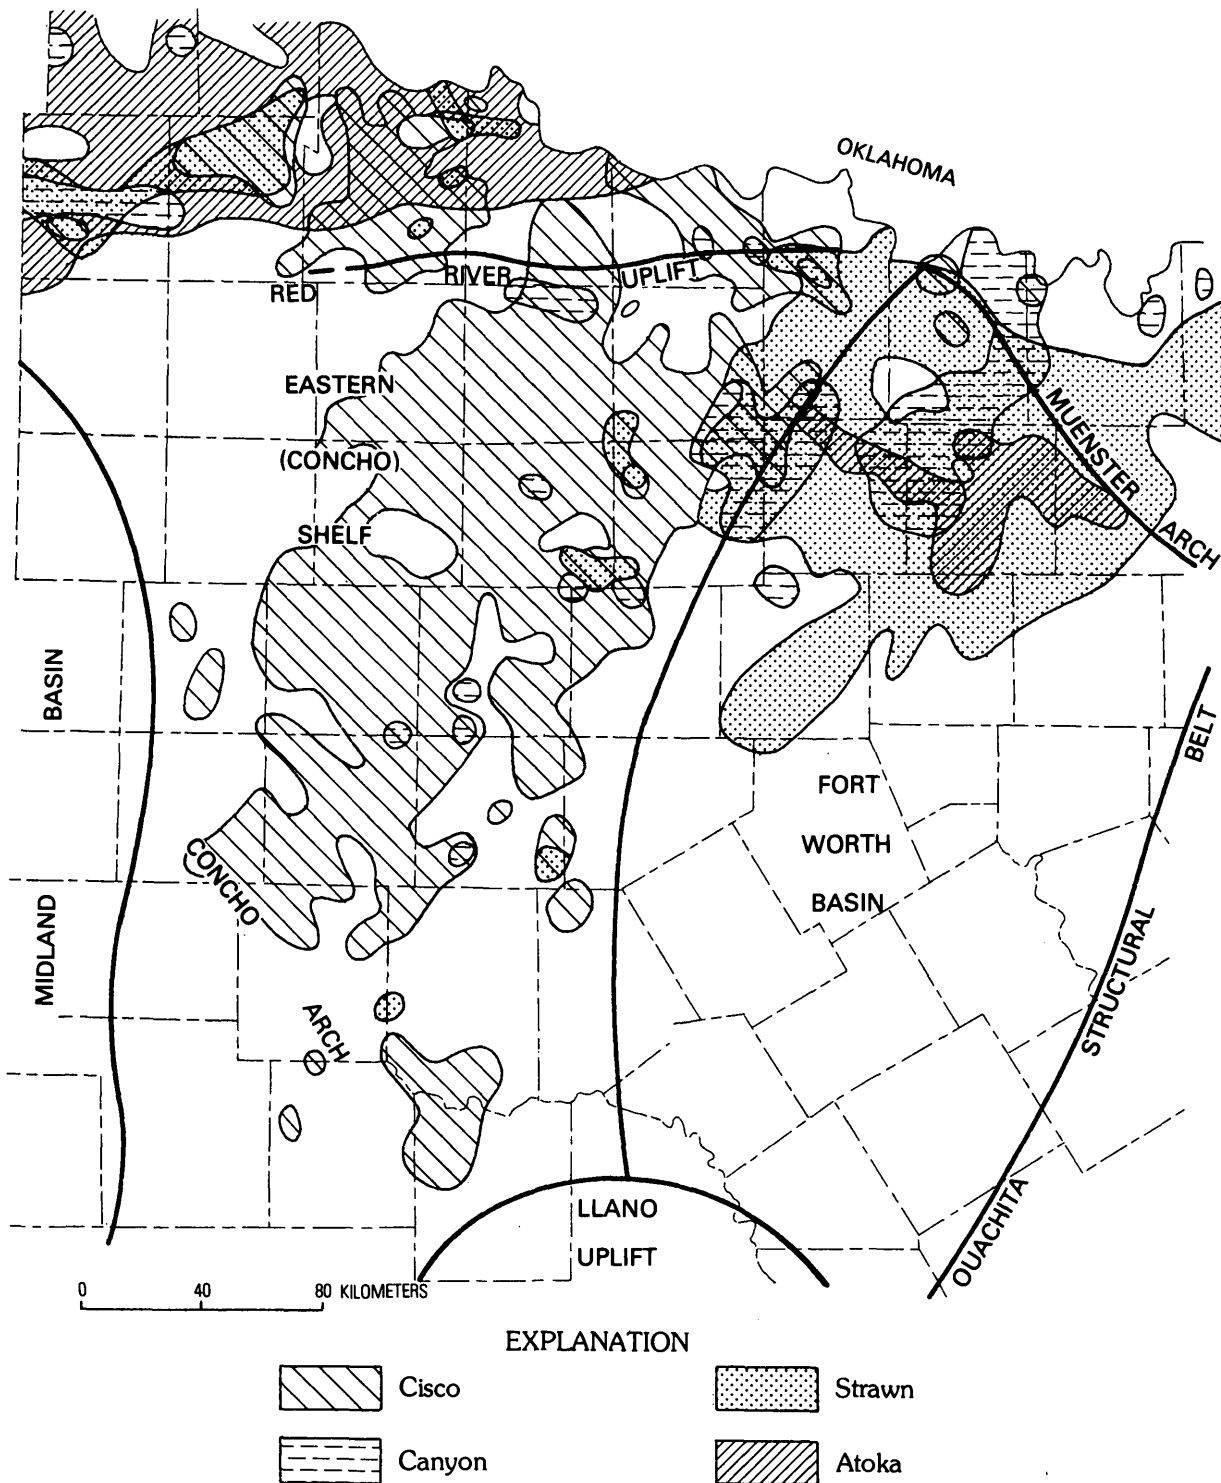 OKLAHOMA
RED RIVER UPLIFT
EASTERN
(CONCHO)
SHELF
MUENSTER ARCH
MIDLAND BASIN
CONCHO ARCH
FORT
WORTH
BASIN
OUACHITA STRUCTURAL BELT
LLANO
UPLIFT
0 40 80 KILOMETERS
EXPLANATION
Cisco
Strawn
Canyon
Atoka